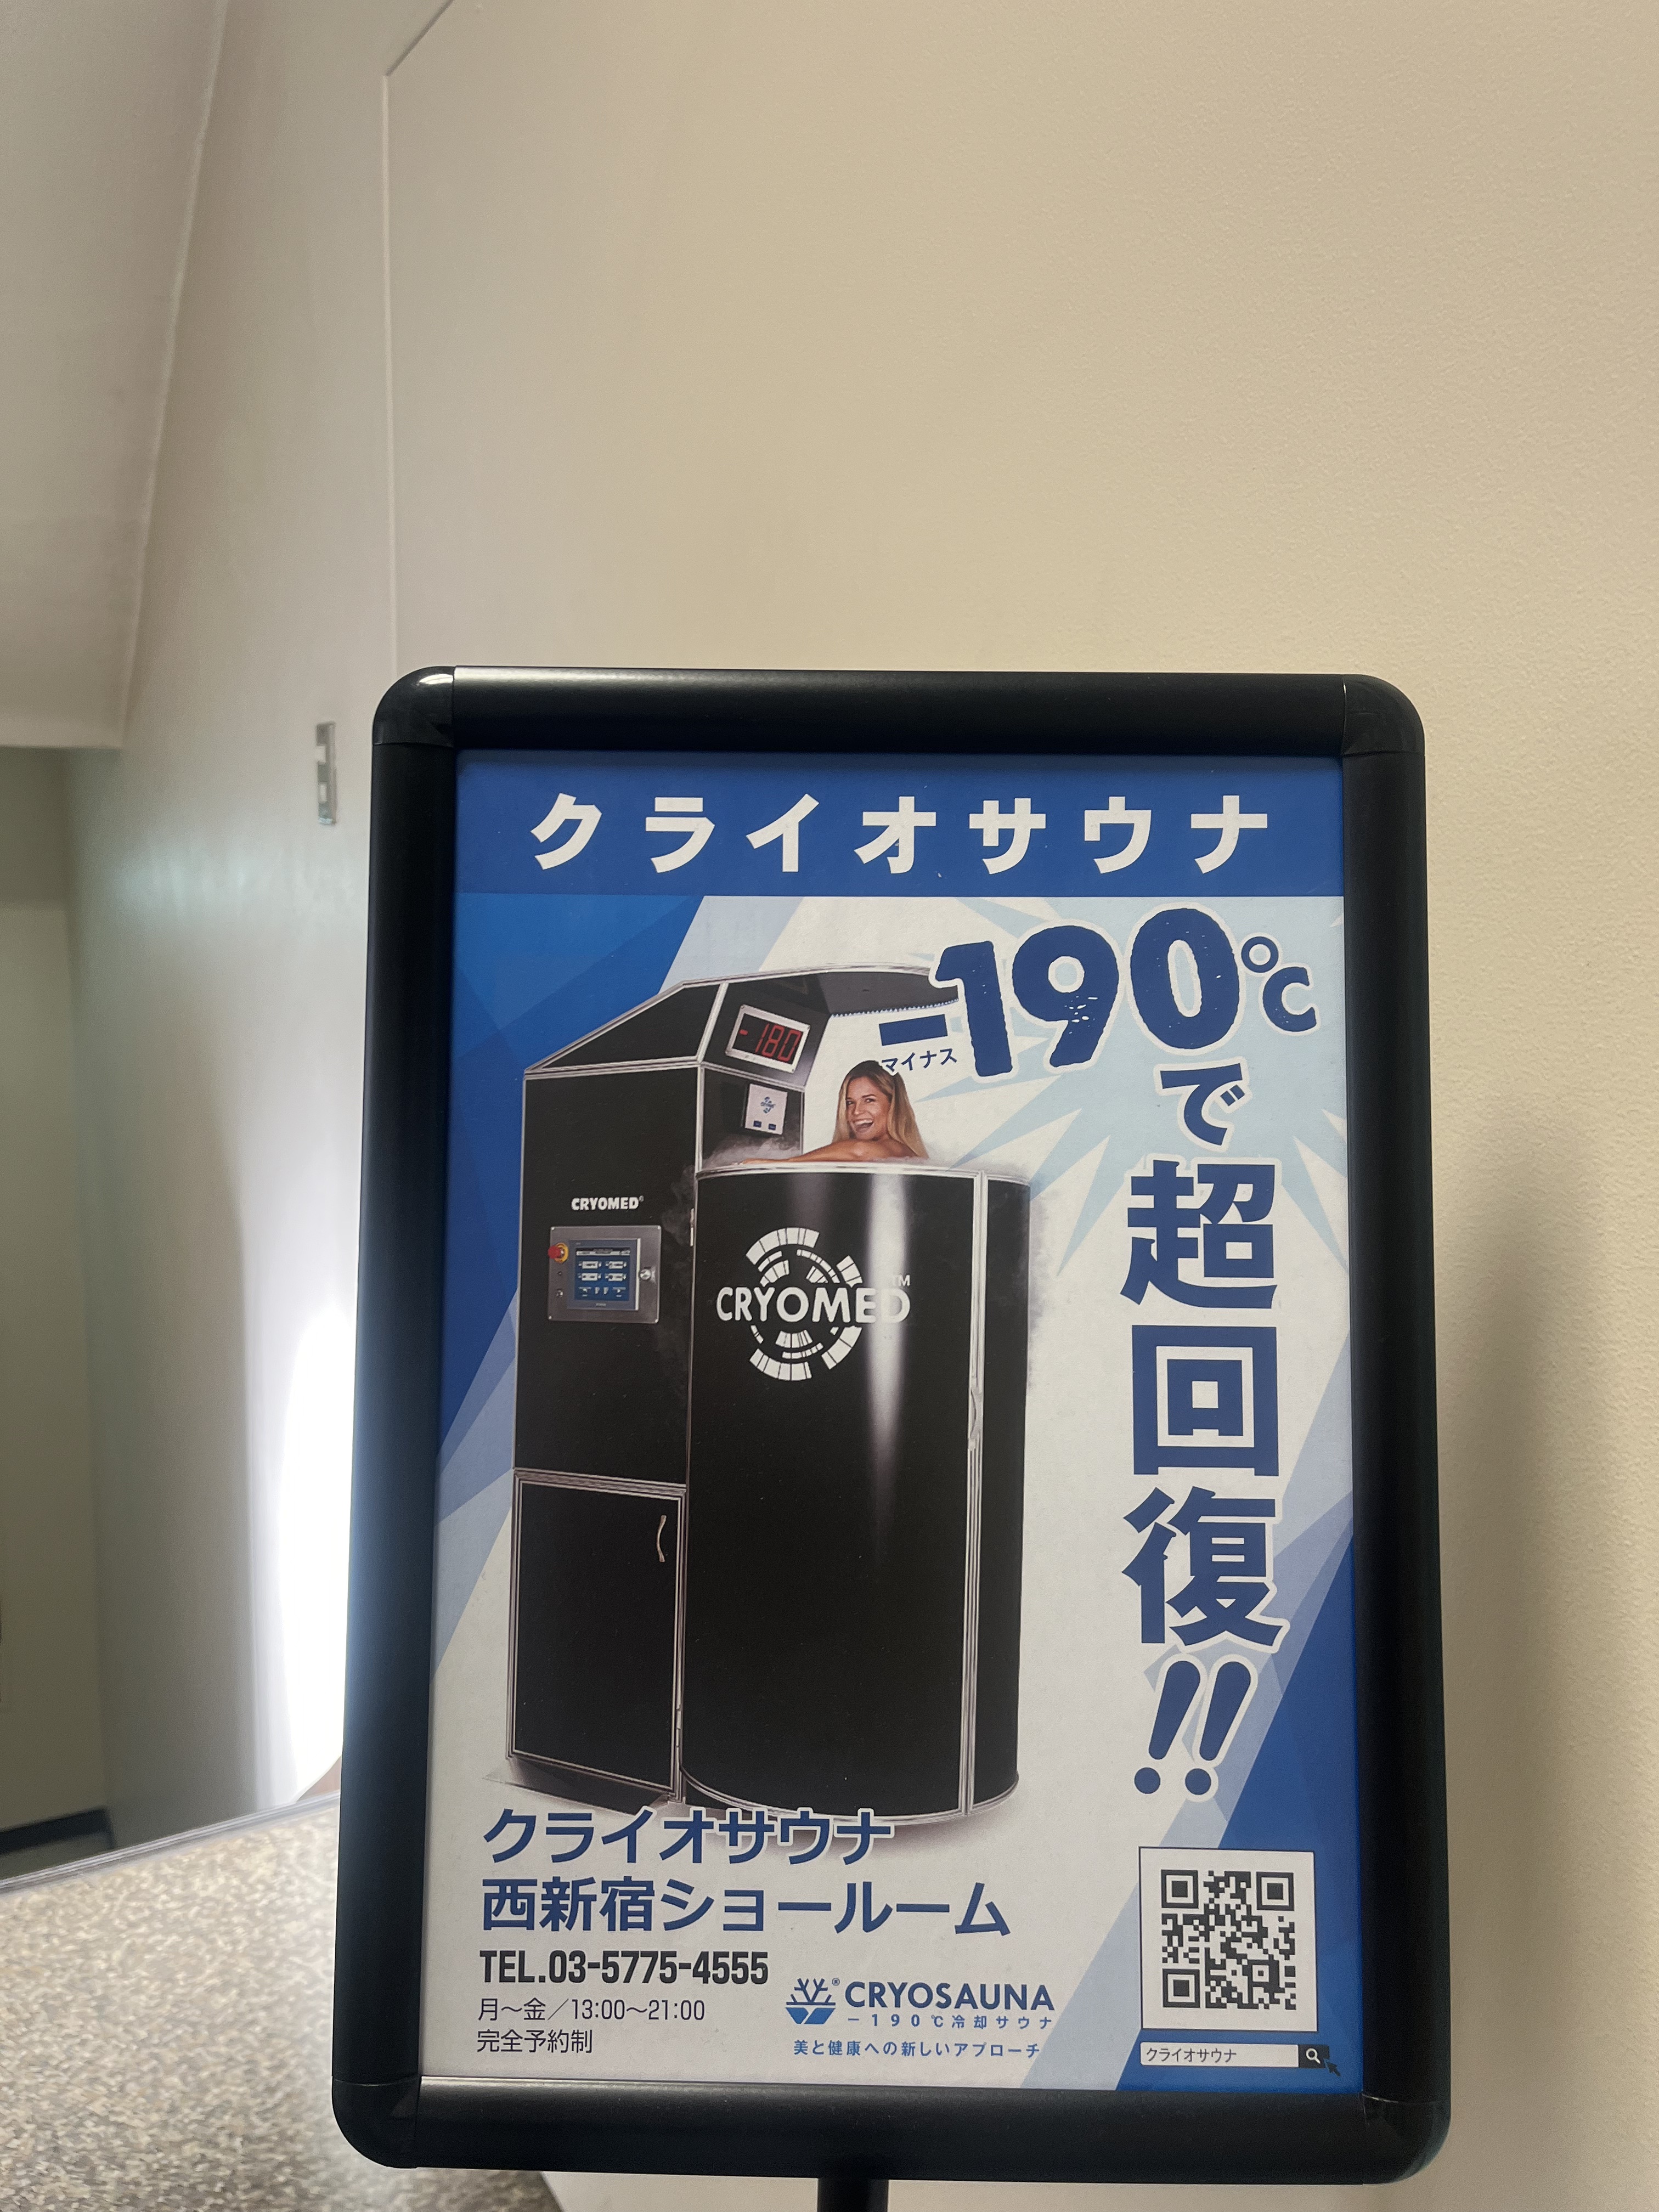 クライオサウナ
-190℃
マイナス
で超回復!!
-180
CRYOMED®
CRYOMED™
クライオサウナ
西新宿ショールーム
TEL.03-5775-4555
月〜金/13:00〜21:00
完全予約制
®CRYOSAUNA
-190℃冷却サウナ
美と健康への新しいアプローチ
クライオサウナ